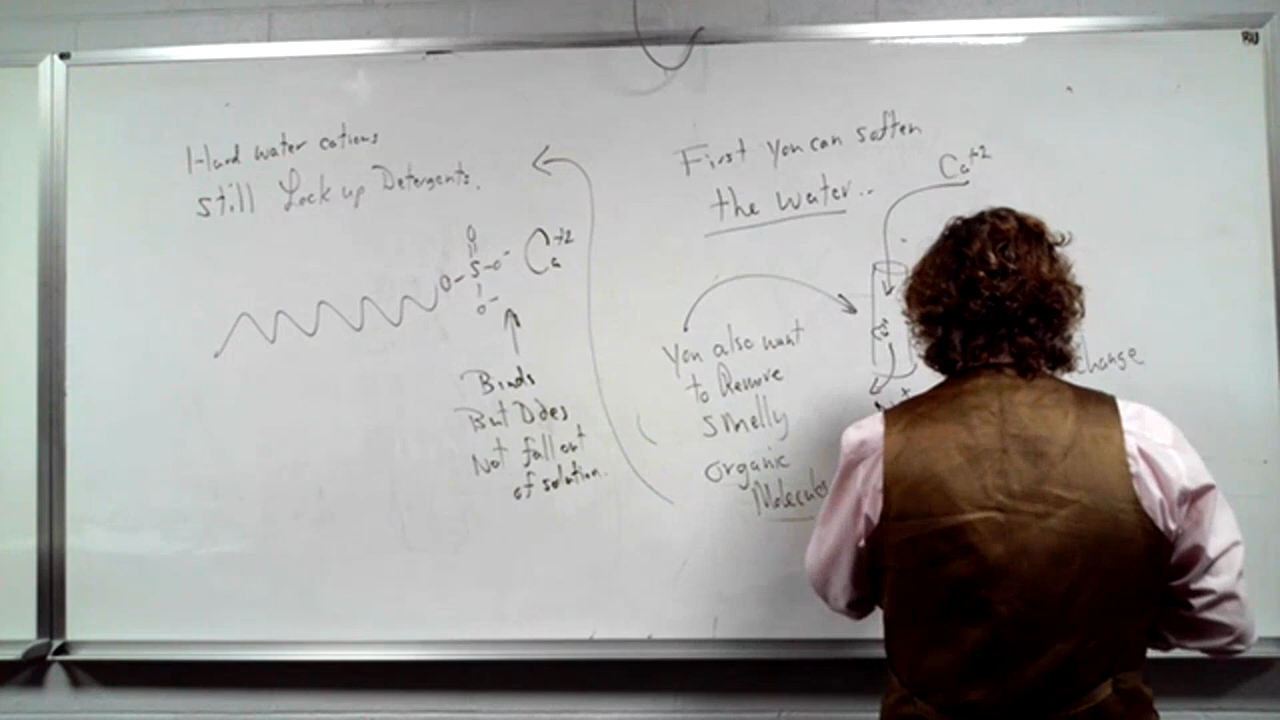 Hard water cations
still Lock up Detergents.
O
S
O-
O-
O-
Ca+2
Binds
But Does
Not fall out
of solution.
First you can soften
the water..
Ca+2
You also want
to Remove
smelly
organic
change
RU